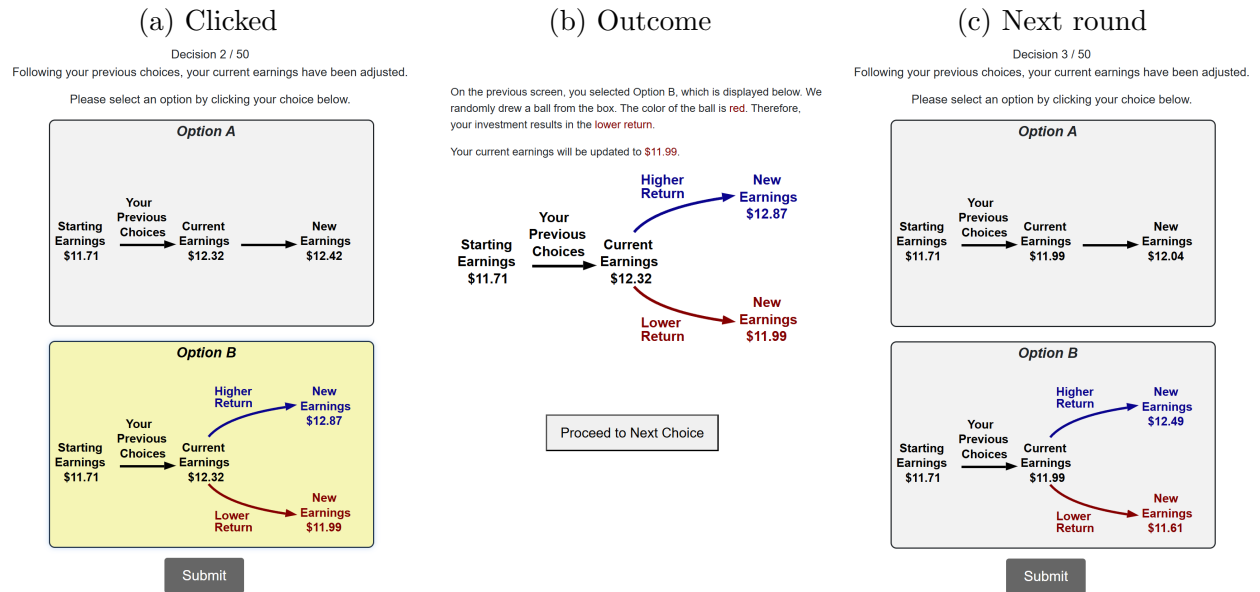 (a) Clicked
Decision 2 / 50
Following your previous choices, your current earnings have been adjusted.
Please select an option by clicking your choice below.
Option A
Starting
Earnings
$11.71
Your
Previous
Choices
Current
Earnings
$12.32
New
Earnings
$12.42
Option B
Starting
Earnings
$11.71
Your
Previous
Choices
Current
Earnings
$12.32
Higher
Return
New
Earnings
$12.87
Lower
Return
New
Earnings
$11.99
Submit
(b) Outcome
On the previous screen, you selected Option B, which is displayed below. We
randomly drew a ball from the box. The color of the ball is red. Therefore,
your investment results in the lower return.
Your current earnings will be updated to $11.99.
Starting
Earnings
$11.71
Your
Previous
Choices
Current
Earnings
$12.32
Higher
Return
New
Earnings
$12.87
Lower
Return
New
Earnings
$11.99
Proceed to Next Choice
(c) Next round
Decision 3 / 50
Following your previous choices, your current earnings have been adjusted.
Please select an option by clicking your choice below.
Option A
Starting
Earnings
$11.71
Your
Previous
Choices
Current
Earnings
$11.99
New
Earnings
$12.04
Option B
Starting
Earnings
$11.71
Your
Previous
Choices
Current
Earnings
$11.99
Higher
Return
New
Earnings
$12.49
Lower
Return
New
Earnings
$11.61
Submit